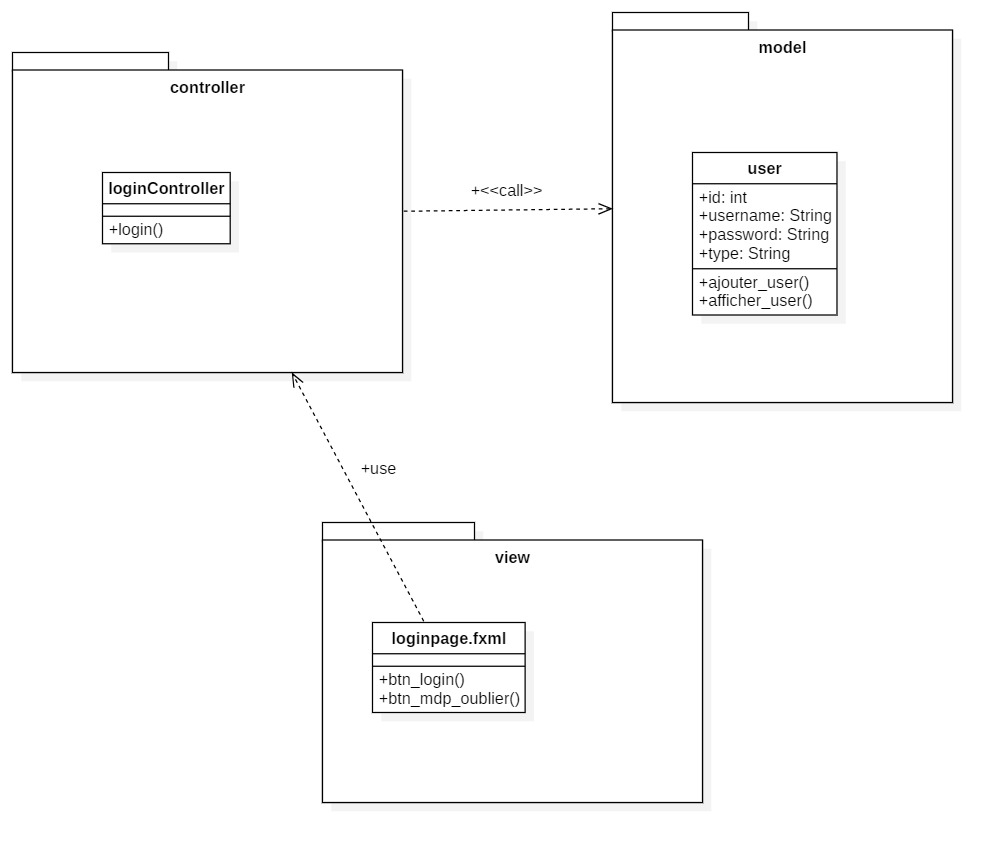 controller
loginController
+login()
+<<call>>
model
user
+id: int
+username: String
+password: String
+type: String
+ajouter_user()
+afficher_user()
+use
view
loginpage.fxml
+btn_login()
+btn_mdp_oublier()